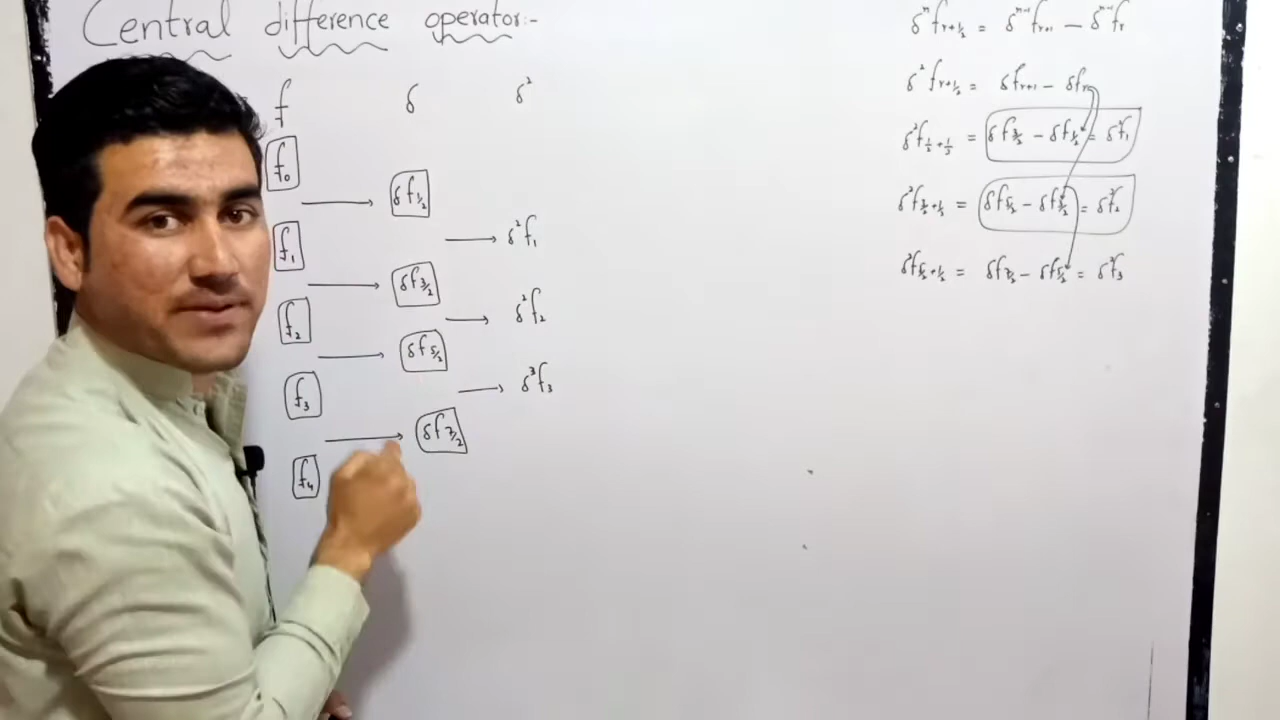 Central difference operator:-
f δ δ²
f₀
δf₁/₂
f₁
δ²f₁
δf₃/₂
f₂
δ²f₂
δf₅/₂
f₃
δ³f₃
δf₇/₂
f₄
δⁿfᵣ₊₁/₂ = δⁿ⁻¹fᵣ₊₁ − δⁿ⁻¹fᵣ
δ²fᵣ₊₁/₂ = δfᵣ₊₁ − δfᵣ
δ²f₁/₂₊₁/₂ = δf₃/₂ − δf₁/₂ = δ²f₁
δ²f₃/₂₊₁/₂ = δf₅/₂ − δf₃/₂ = δ²f₂
δ²f₅/₂₊₁/₂ = δf₇/₂ − δf₅/₂ = δ²f₃